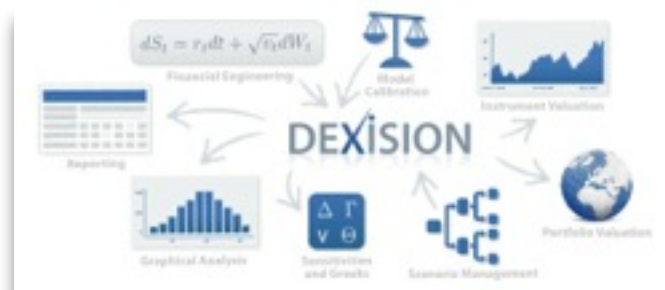 dS_t = r_t dt + √v_t dW_t
Financial Engineering
Model
Calibration
Instrument Valuation
DEXiSION
Reporting
Δ Γ
ν Θ
Graphical Analysis
Sensitivities
and Greeks
Scenario Management
Portfolio Valuation